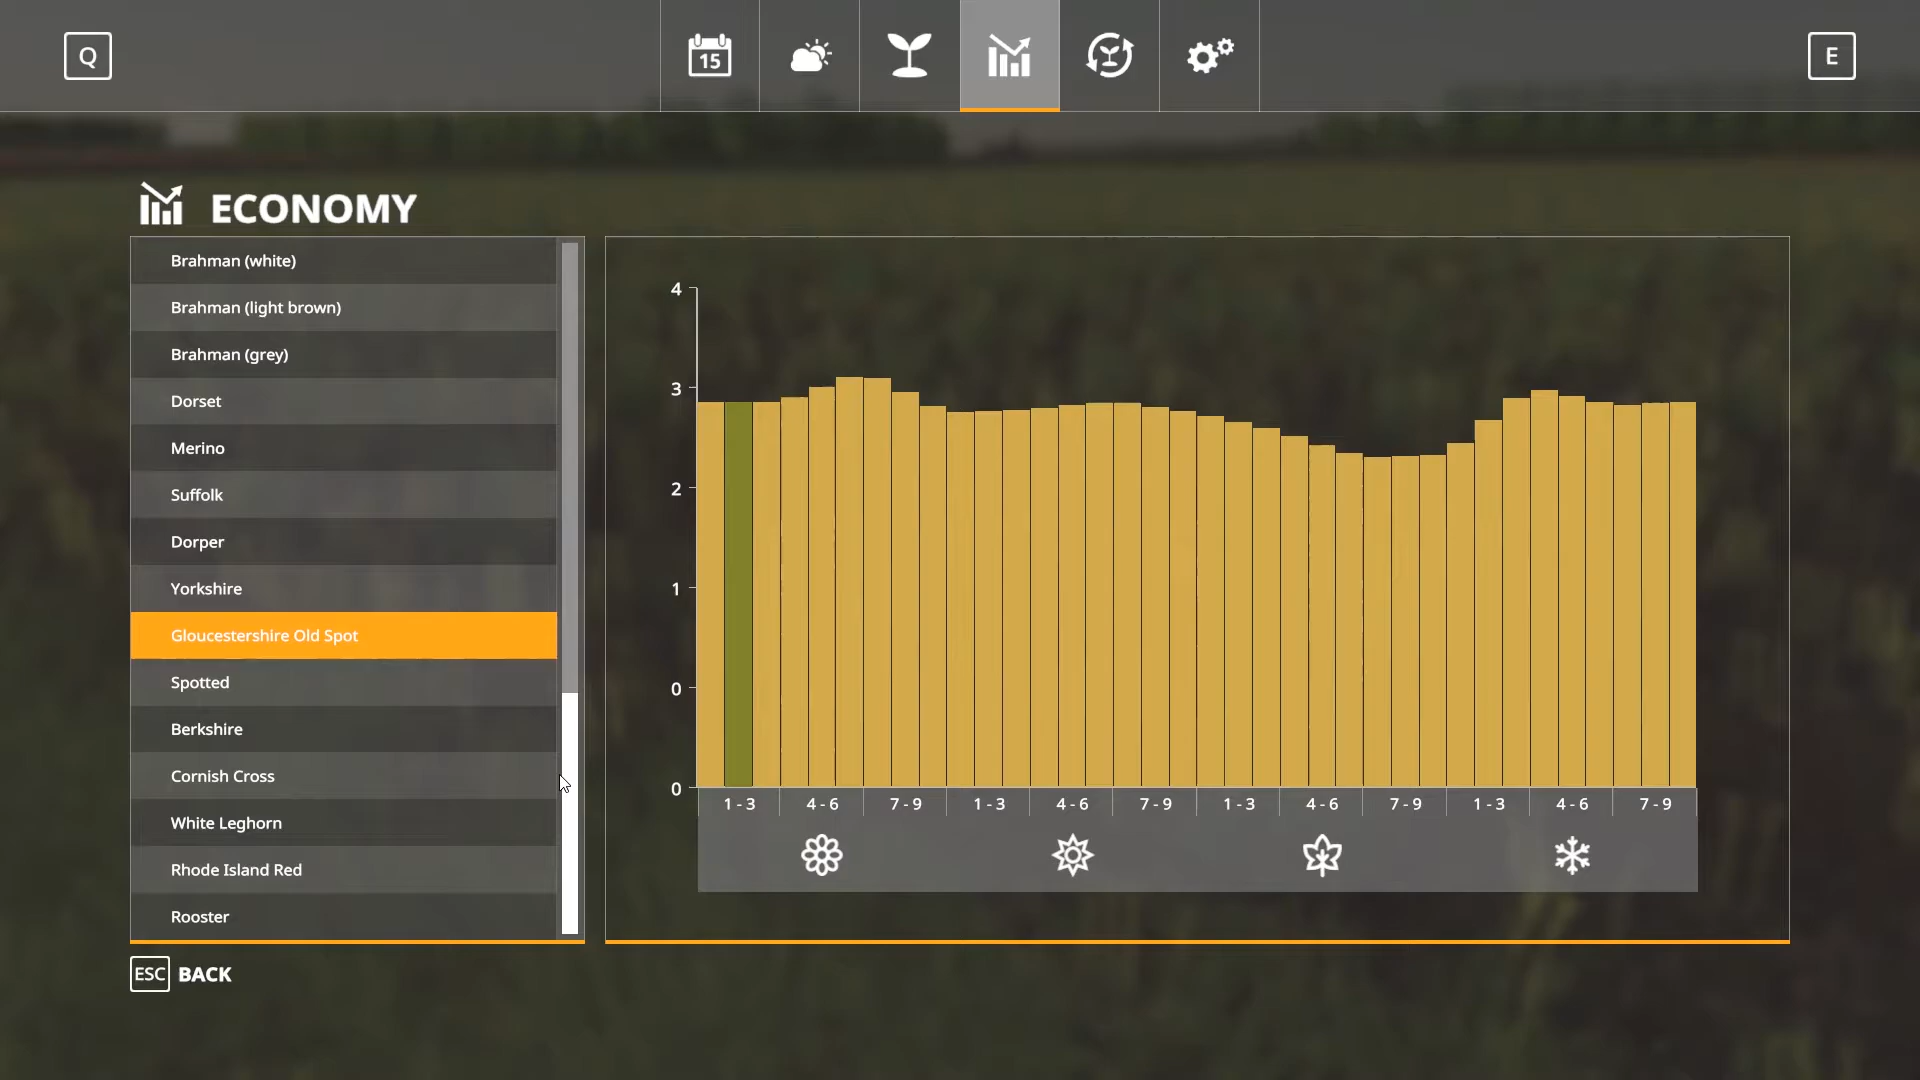 Q
15
E
ECONOMY
Brahman (white)
Brahman (light brown)
Brahman (grey)
Dorset
Merino
Suffolk
Dorper
Yorkshire
Gloucestershire Old Spot
Spotted
Berkshire
Cornish Cross
White Leghorn
Rhode Island Red
Rooster
4
3
2
1
0
0
1 - 3 4 - 6 7 - 9 1 - 3 4 - 6 7 - 9 1 - 3 4 - 6 7 - 9 1 - 3 4 - 6 7 - 9
ESC BACK